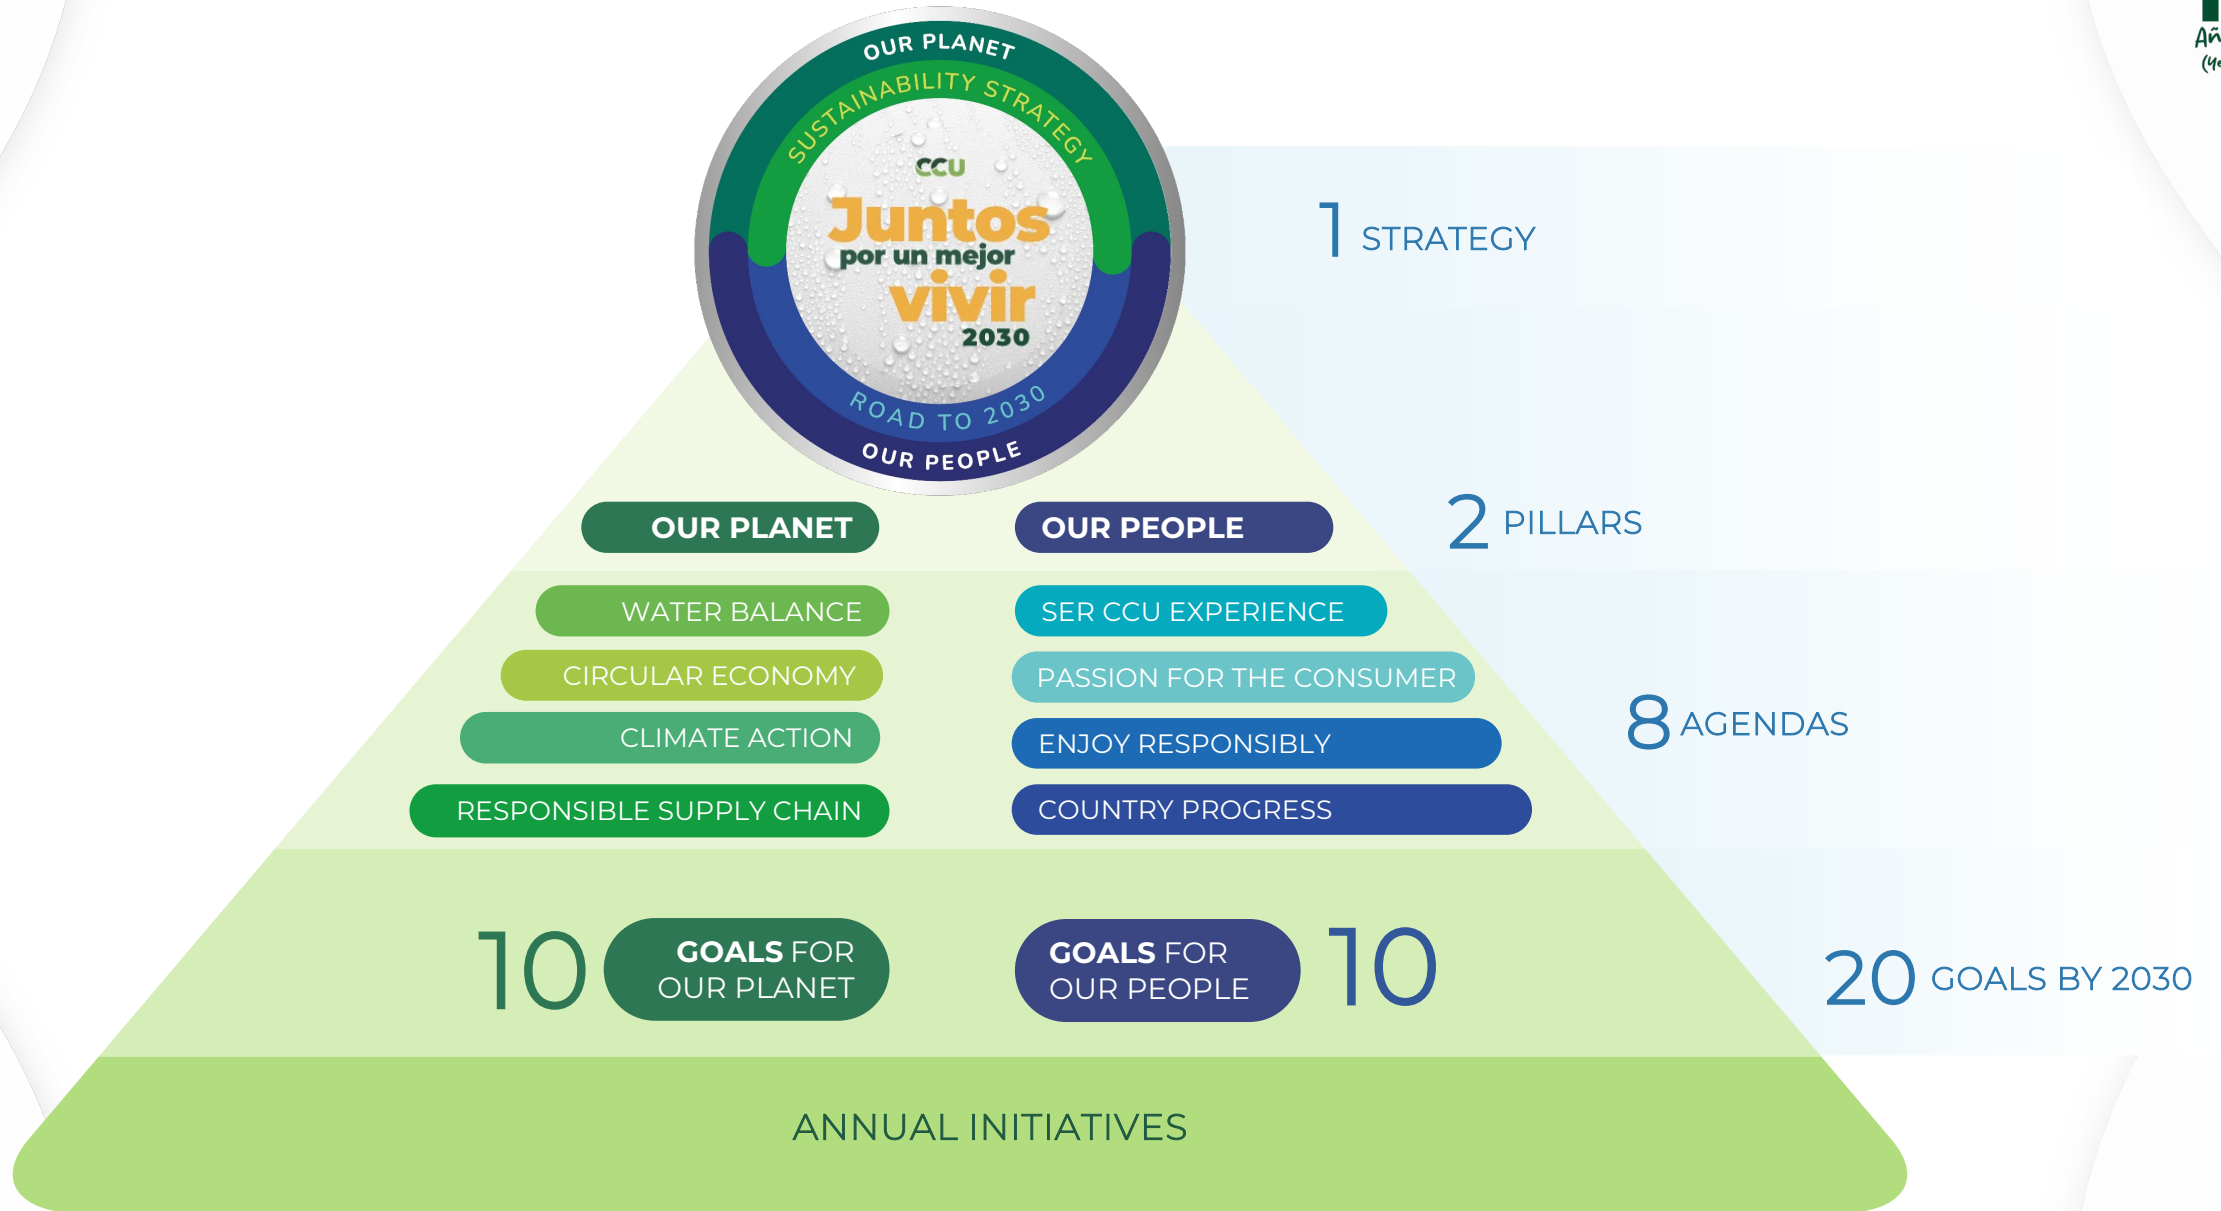 OUR PLANET
SUSTAINABILITY STRATEGY
CCU
Juntos
por un mejor
vivir
2030
ROAD TO 2030
OUR PEOPLE
1 STRATEGY
OUR PLANET
OUR PEOPLE
2 PILLARS
WATER BALANCE
SER CCU EXPERIENCE
CIRCULAR ECONOMY
PASSION FOR THE CONSUMER
CLIMATE ACTION
ENJOY RESPONSIBLY
RESPONSIBLE SUPPLY CHAIN
COUNTRY PROGRESS
8 AGENDAS
10
GOALS FOR
OUR PLANET
GOALS FOR
OUR PEOPLE
10
20 GOALS BY 2030
ANNUAL INITIATIVES